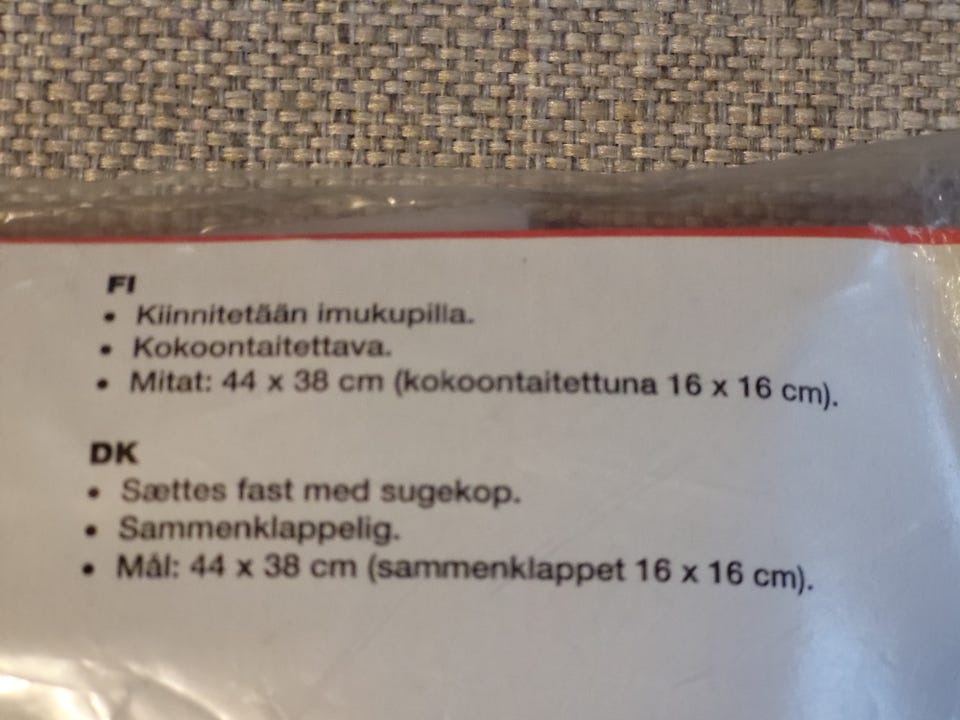 FI
• Kiinnitetään imukupilla.
• Kokoontaitettava.
• Mitat: 44 x 38 cm (kokoontaitettuna 16 x 16 cm).
DK
• Sættes fast med sugekop.
• Sammenklappelig.
• Mål: 44 x 38 cm (sammenklappet 16 x 16 cm).